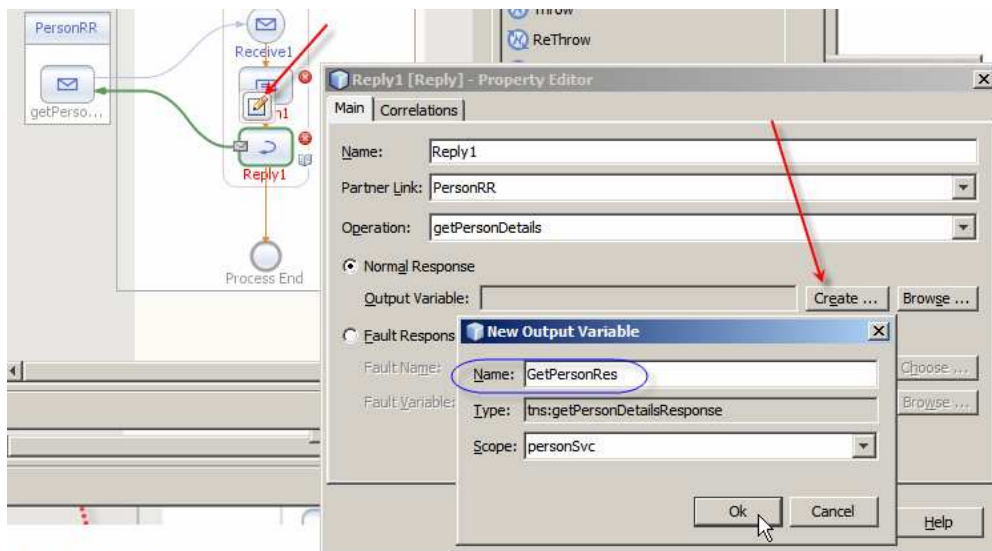 Throw
ReThrow
PersonRR
getPerso...
Receive1
n1
Reply1
Process End
Reply1 [Reply] - Property Editor
Main
Correlations
Name: Reply1
Partner Link: PersonRR
Operation: getPersonDetails
Normal Response
Output Variable:
Create ...
Browse ...
Fault Respons
Fault Name:
Choose ...
Fault Variable:
Browse ...
New Output Variable
Name: GetPersonRes
Type: tns:getPersonDetailsResponse
Scope: personSvc
Ok
Cancel
Help